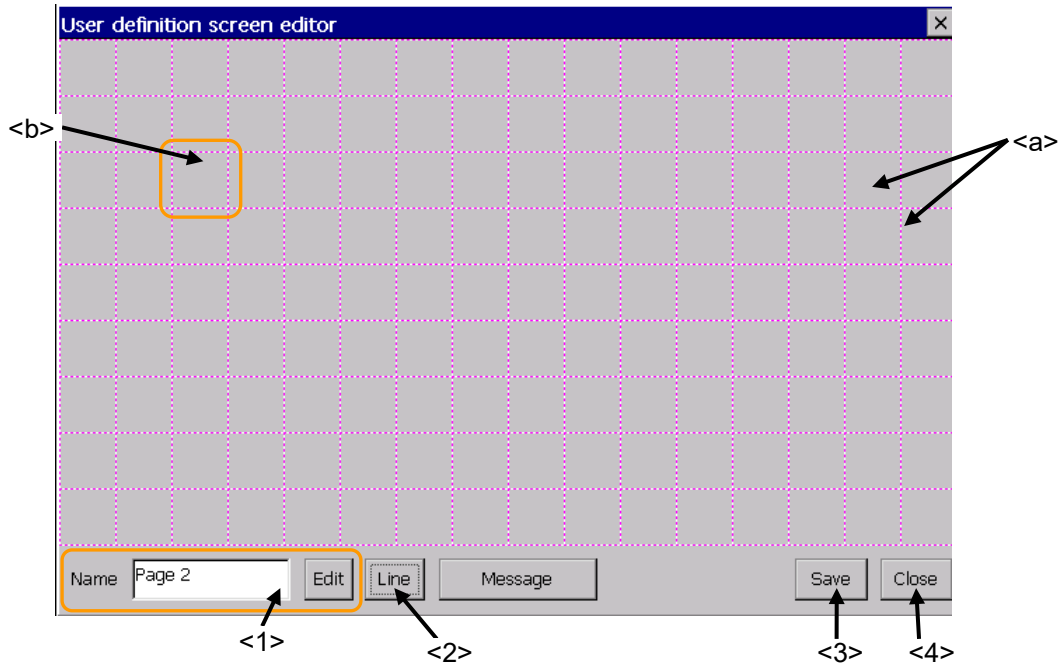 User definition screen editor
<b>
<a>
Name Page 2 Edit Line Message Save Close
<1> <2> <3> <4>